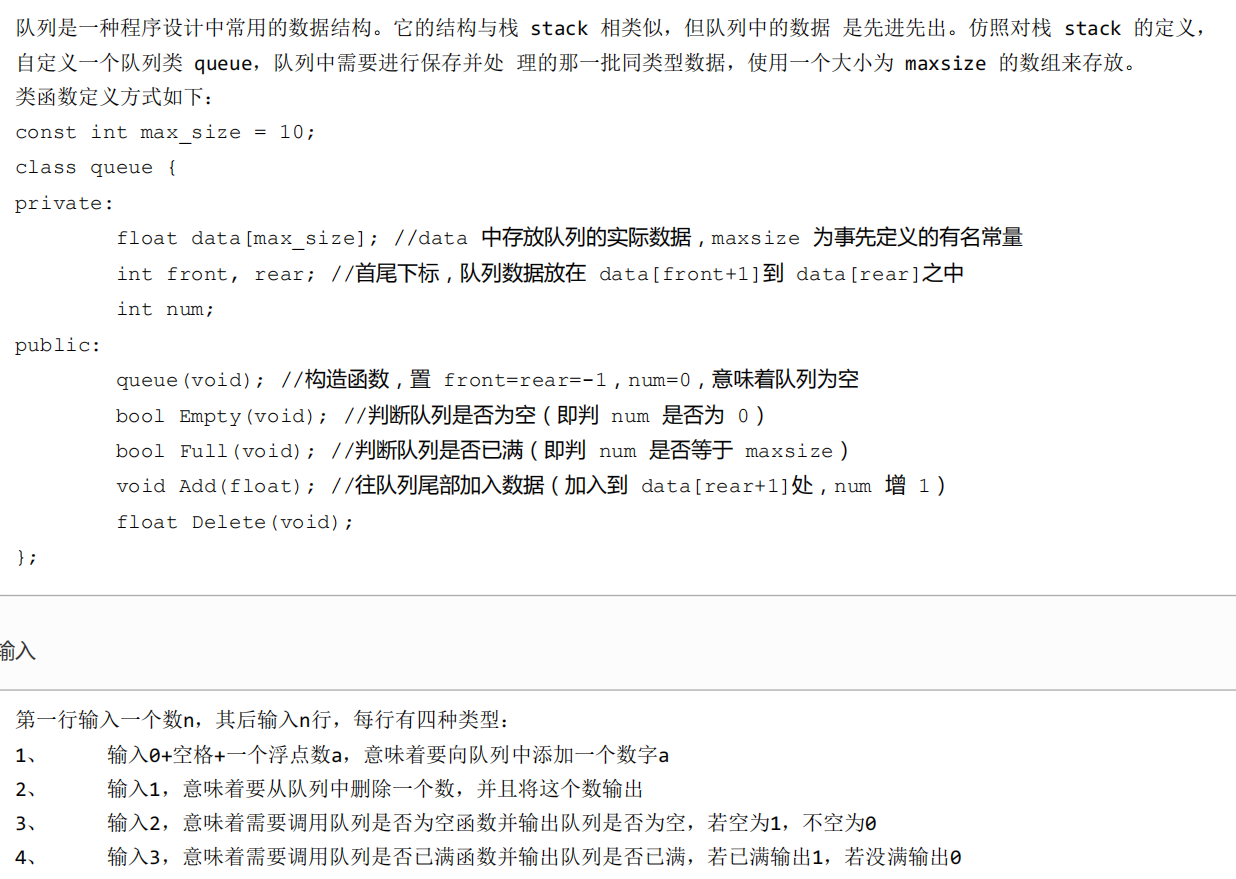 队列是一种程序设计中常用的数据结构。它的结构与栈 stack 相类似，但队列中的数据 是先进先出。仿照对栈 stack 的定义，
自定义一个队列类 queue，队列中需要进行保存并处 理的那一批同类型数据，使用一个大小为 maxsize 的数组来存放。
类函数定义方式如下：
const int max_size = 10;
class queue {
private:
float data[max_size]; //data 中存放队列的实际数据，maxsize 为事先定义的有名常量
int front, rear; //首尾下标，队列数据放在 data[front+1]到 data[rear]之中
int num;
public:
queue(void); //构造函数，置 front=rear=-1，num=0，意味着队列为空
bool Empty(void); //判断队列是否为空（即判 num 是否为 0）
bool Full(void); //判断队列是否已满（即判 num 是否等于 maxsize）
void Add(float); //往队列尾部加入数据（加入到 data[rear+1]处，num 增 1）
float Delete(void);
};
输入
第一行输入一个数n，其后输入n行，每行有四种类型：
1、 输入0+空格+一个浮点数a，意味着要向队列中添加一个数字a
2、 输入1，意味着要从队列中删除一个数，并且将这个数输出
3、 输入2，意味着需要调用队列是否为空函数并输出队列是否为空，若空为1，不空为0
4、 输入3，意味着需要调用队列是否已满函数并输出队列是否已满，若已满输出1，若没满输出0